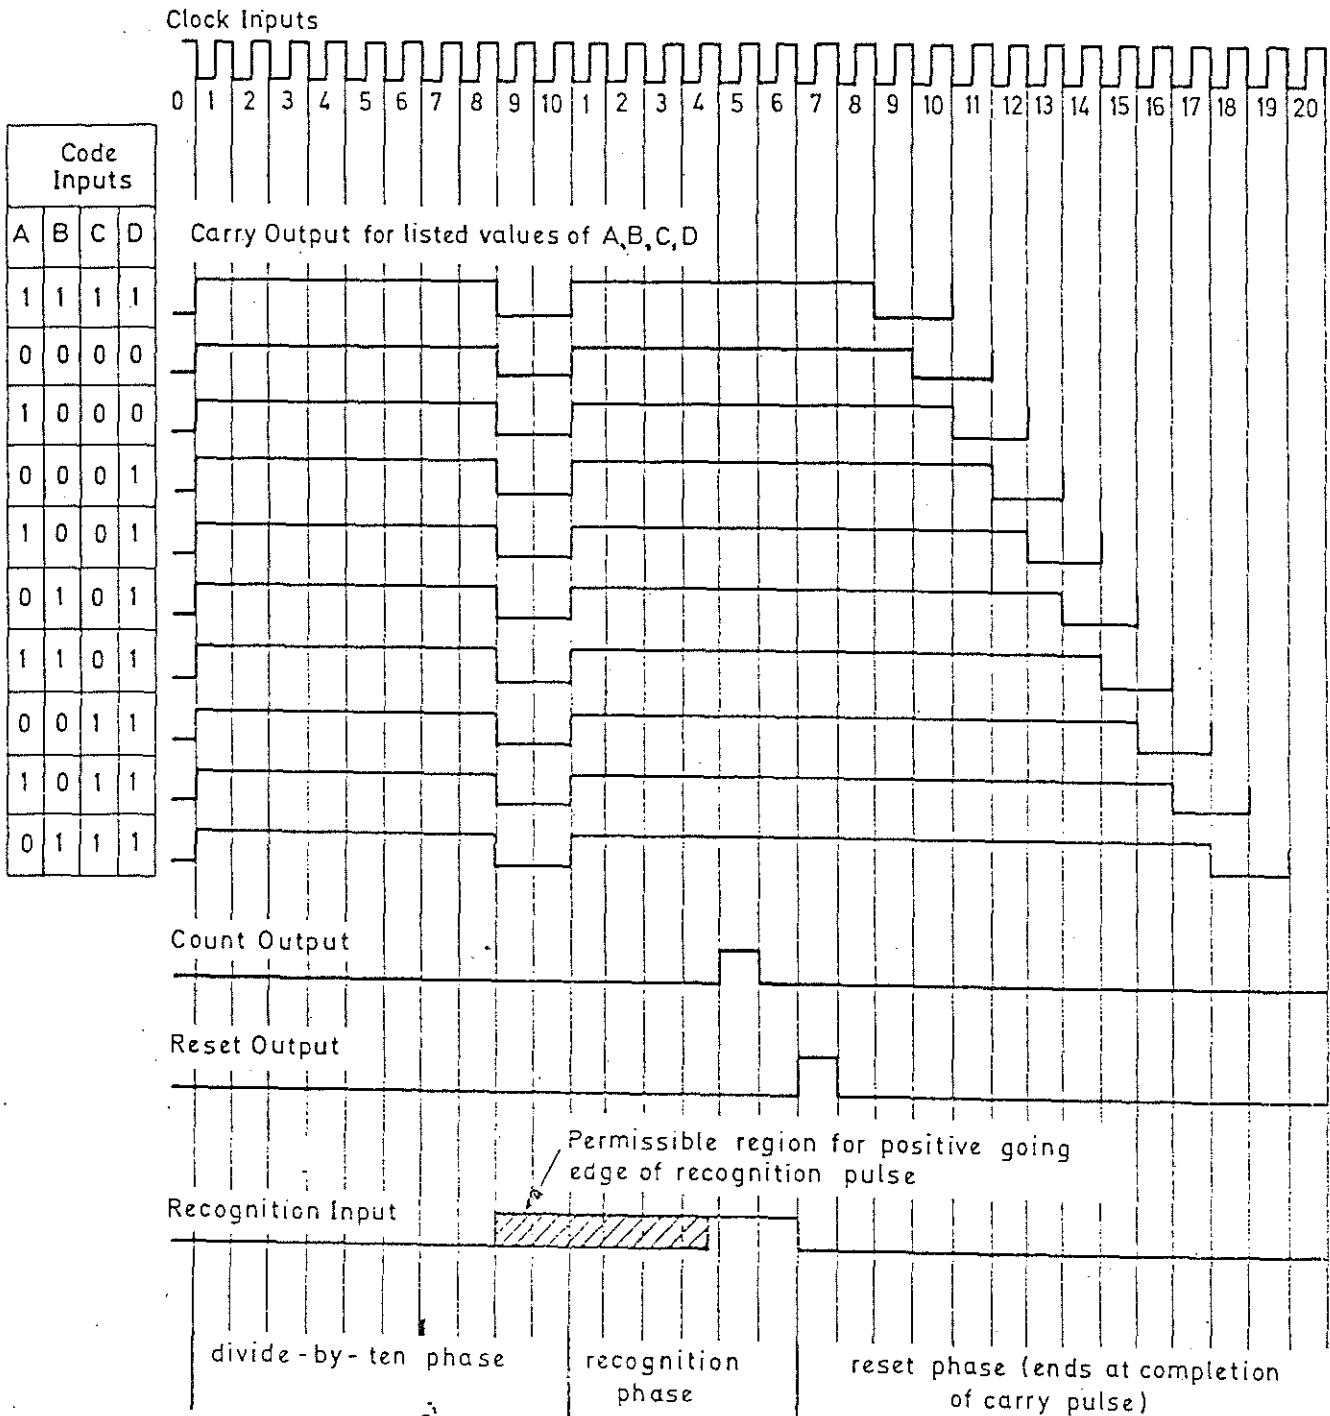 Clock Inputs
0 1 2 3 4 5 6 7 8 9 10 1 2 3 4 5 6 7 8 9 10 11 12 13 14 15 16 17 18 19 20
Code
Inputs
A B C D
Carry Output for listed values of A,B,C,D
1 1 1 1
0 0 0 0
1 0 0 0
0 0 0 1
1 0 0 1
0 1 0 1
1 1 0 1
0 0 1 1
1 0 1 1
0 1 1 1
Count Output
Reset Output
Permissible region for positive going
edge of recognition pulse
Recognition Input
divide-by-ten phase
recognition
phase
reset phase (ends at completion
of carry pulse)